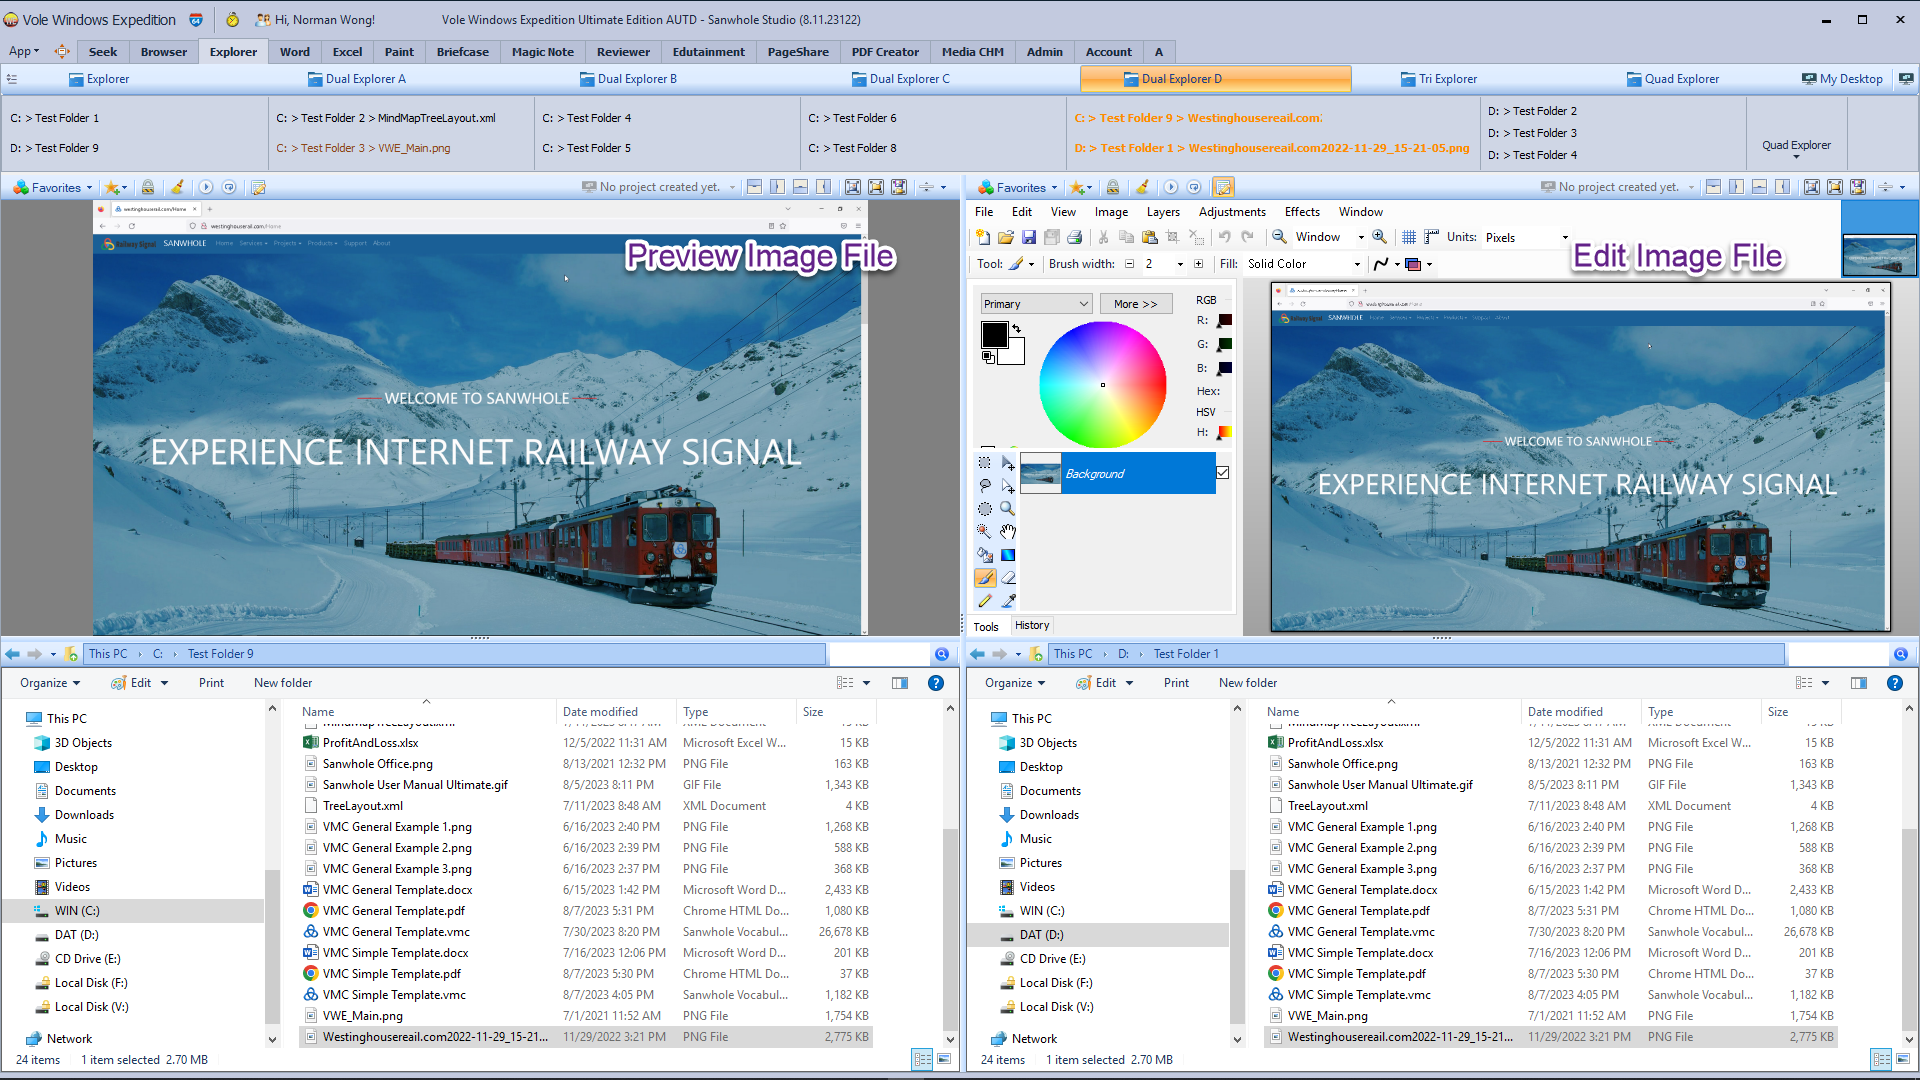 Vole Windows Expedition
Hi, Norman Wong!
Vole Windows Expedition Ultimate Edition AUTD - Sanwhole Studio (8.11.23122)
App Seek Browser Explorer Word Excel Paint Briefcase Magic Note Reviewer Edutainment PageShare PDF Creator Media CHM Admin Account A
Explorer Dual Explorer A Dual Explorer B Dual Explorer C Dual Explorer D Tri Explorer Quad Explorer My Desktop
C: > Test Folder 1
D: > Test Folder 9
C: > Test Folder 2 > MindMapTreeLayout.xml
C: > Test Folder 3 > VWE_Main.png
C: > Test Folder 4
C: > Test Folder 5
C: > Test Folder 6
C: > Test Folder 8
C: > Test Folder 9 > Westinghousereail.com
D: > Test Folder 1 > Westinghousereail.com2022-11-29_15-21-05.png
D: > Test Folder 2
D: > Test Folder 3
D: > Test Folder 4
Quad Explorer
Favorites No project created yet.
westinghouserail.com/Home
westinghouserail.com/Home
Railway Signal SANWHOLE Home Services Projects Products Support About
Preview Image File
WELCOME TO SANWHOLE
EXPERIENCE INTERNET RAILWAY SIGNAL
Favorites No project created yet.
File Edit View Image Layers Adjustments Effects Window
Window Units: Pixels
Tool: Brush width: 2 Fill: Solid Color
Edit Image File
Primary More >>
RGB
R:
G:
B:
Hex:
HSV
H:
Background
Tools History
SANWHOLE
WELCOME TO SANWHOLE
EXPERIENCE INTERNET RAILWAY SIGNAL
This PC C: Test Folder 9
Organize Edit Print New folder
This PC
3D Objects
Desktop
Documents
Downloads
Music
Pictures
Videos
WIN (C:)
DAT (D:)
CD Drive (E:)
Local Disk (F:)
Local Disk (V:)
Network
Name Date modified Type Size
ProfitAndLoss.xlsx 12/5/2022 11:31 AM Microsoft Excel W... 15 KB
Sanwhole Office.png 8/13/2021 12:32 PM PNG File 163 KB
Sanwhole User Manual Ultimate.gif 8/5/2023 8:11 PM GIF File 1,343 KB
TreeLayout.xml 7/11/2023 8:48 AM XML Document 4 KB
VMC General Example 1.png 6/16/2023 2:40 PM PNG File 1,268 KB
VMC General Example 2.png 6/16/2023 2:39 PM PNG File 588 KB
VMC General Example 3.png 6/16/2023 2:37 PM PNG File 368 KB
VMC General Template.docx 6/15/2023 1:42 PM Microsoft Word D... 2,433 KB
VMC General Template.pdf 8/7/2023 5:31 PM Chrome HTML Do... 1,080 KB
VMC General Template.vmc 7/30/2023 8:20 PM Sanwhole Vocabul... 26,678 KB
VMC Simple Template.docx 7/16/2023 12:06 PM Microsoft Word D... 201 KB
VMC Simple Template.pdf 8/7/2023 5:30 PM Chrome HTML Do... 37 KB
VMC Simple Template.vmc 8/7/2023 4:05 PM Sanwhole Vocabul... 1,182 KB
VWE_Main.png 7/1/2021 11:52 AM PNG File 1,754 KB
Westinghousereail.com2022-11-29_15-21... 11/29/2022 3:21 PM PNG File 2,775 KB
24 items 1 item selected 2.70 MB
This PC D: Test Folder 1
Organize Edit Print New folder
This PC
3D Objects
Desktop
Documents
Downloads
Music
Pictures
Videos
WIN (C:)
DAT (D:)
CD Drive (E:)
Local Disk (F:)
Local Disk (V:)
Network
Name Date modified Type Size
ProfitAndLoss.xlsx 12/5/2022 11:31 AM Microsoft Excel W... 15 KB
Sanwhole Office.png 8/13/2021 12:32 PM PNG File 163 KB
Sanwhole User Manual Ultimate.gif 8/5/2023 8:11 PM GIF File 1,343 KB
TreeLayout.xml 7/11/2023 8:48 AM XML Document 4 KB
VMC General Example 1.png 6/16/2023 2:40 PM PNG File 1,268 KB
VMC General Example 2.png 6/16/2023 2:39 PM PNG File 588 KB
VMC General Example 3.png 6/16/2023 2:37 PM PNG File 368 KB
VMC General Template.docx 6/15/2023 1:42 PM Microsoft Word D... 2,433 KB
VMC General Template.pdf 8/7/2023 5:31 PM Chrome HTML Do... 1,080 KB
VMC General Template.vmc 7/30/2023 8:20 PM Sanwhole Vocabul... 26,678 KB
VMC Simple Template.docx 7/16/2023 12:06 PM Microsoft Word D... 201 KB
VMC Simple Template.pdf 8/7/2023 5:30 PM Chrome HTML Do... 37 KB
VMC Simple Template.vmc 8/7/2023 4:05 PM Sanwhole Vocabul... 1,182 KB
VWE_Main.png 7/1/2021 11:52 AM PNG File 1,754 KB
Westinghousereail.com2022-11-29_15-21... 11/29/2022 3:21 PM PNG File 2,775 KB
24 items 1 item selected 2.70 MB